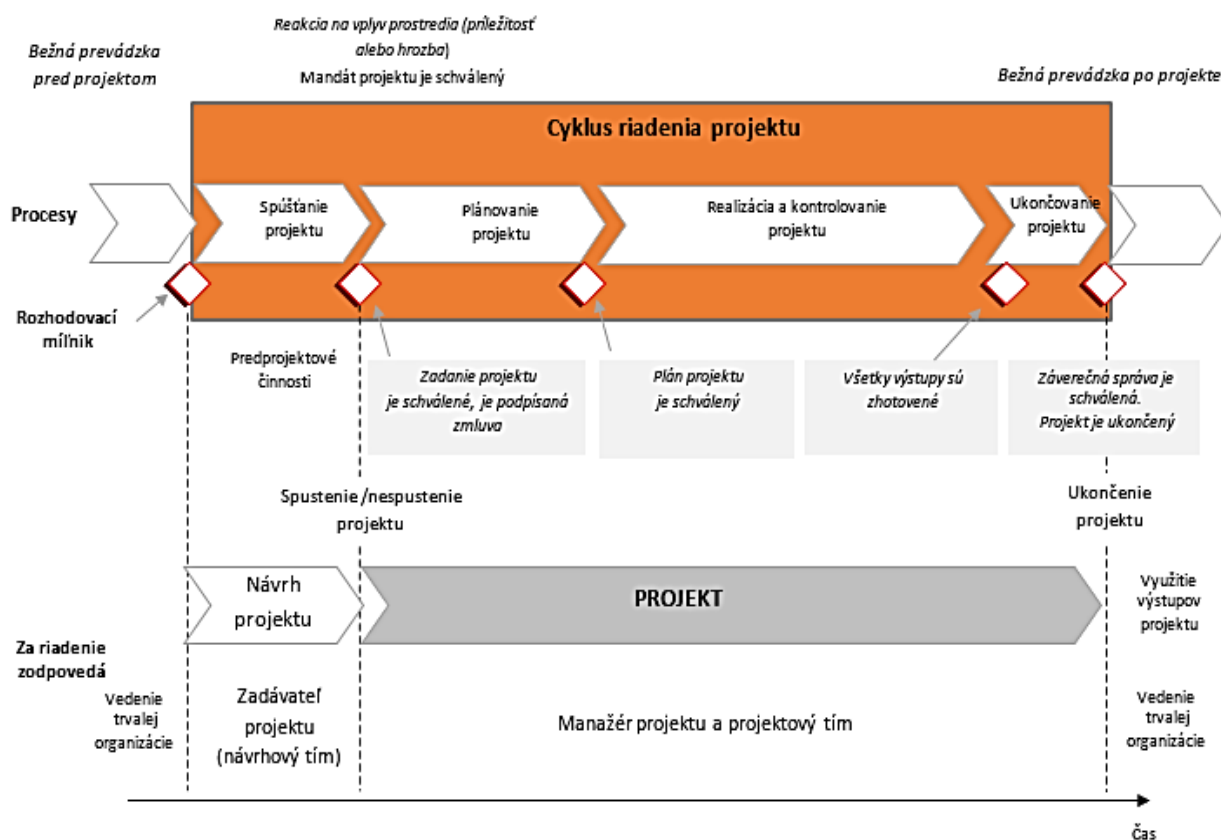 Reakcia na vplyv prostredia (príležitosť
alebo hrozba)
Mandát projektu je schválený
Bežná prevádzka
pred projektom
Bežná prevádzka po projekte
Cyklus riadenia projektu
Procesy
Spúšťanie
projektu
Plánovanie
projektu
Realizácia a kontrolovanie
projektu
Ukončovanie
projektu
Rozhodovací
míľnik
Predprojektové
činnosti
Zadanie projektu
je schválené, je podpísaná
zmluva
Plán projektu
je schválený
Všetky výstupy sú
zhotovené
Záverečná správa je
schválená.
Projekt je ukončený
Spustenie/nespustenie
projektu
Ukončenie
projektu
Návrh
projektu
PROJEKT
Využitie
výstupov
projektu
Za riadenie
zodpovedá
Vedenie
trvalej
organizácie
Zadávateľ
projektu
(návrhový tím)
Manažér projektu a projektový tím
Vedenie
trvalej
organizácie
Čas